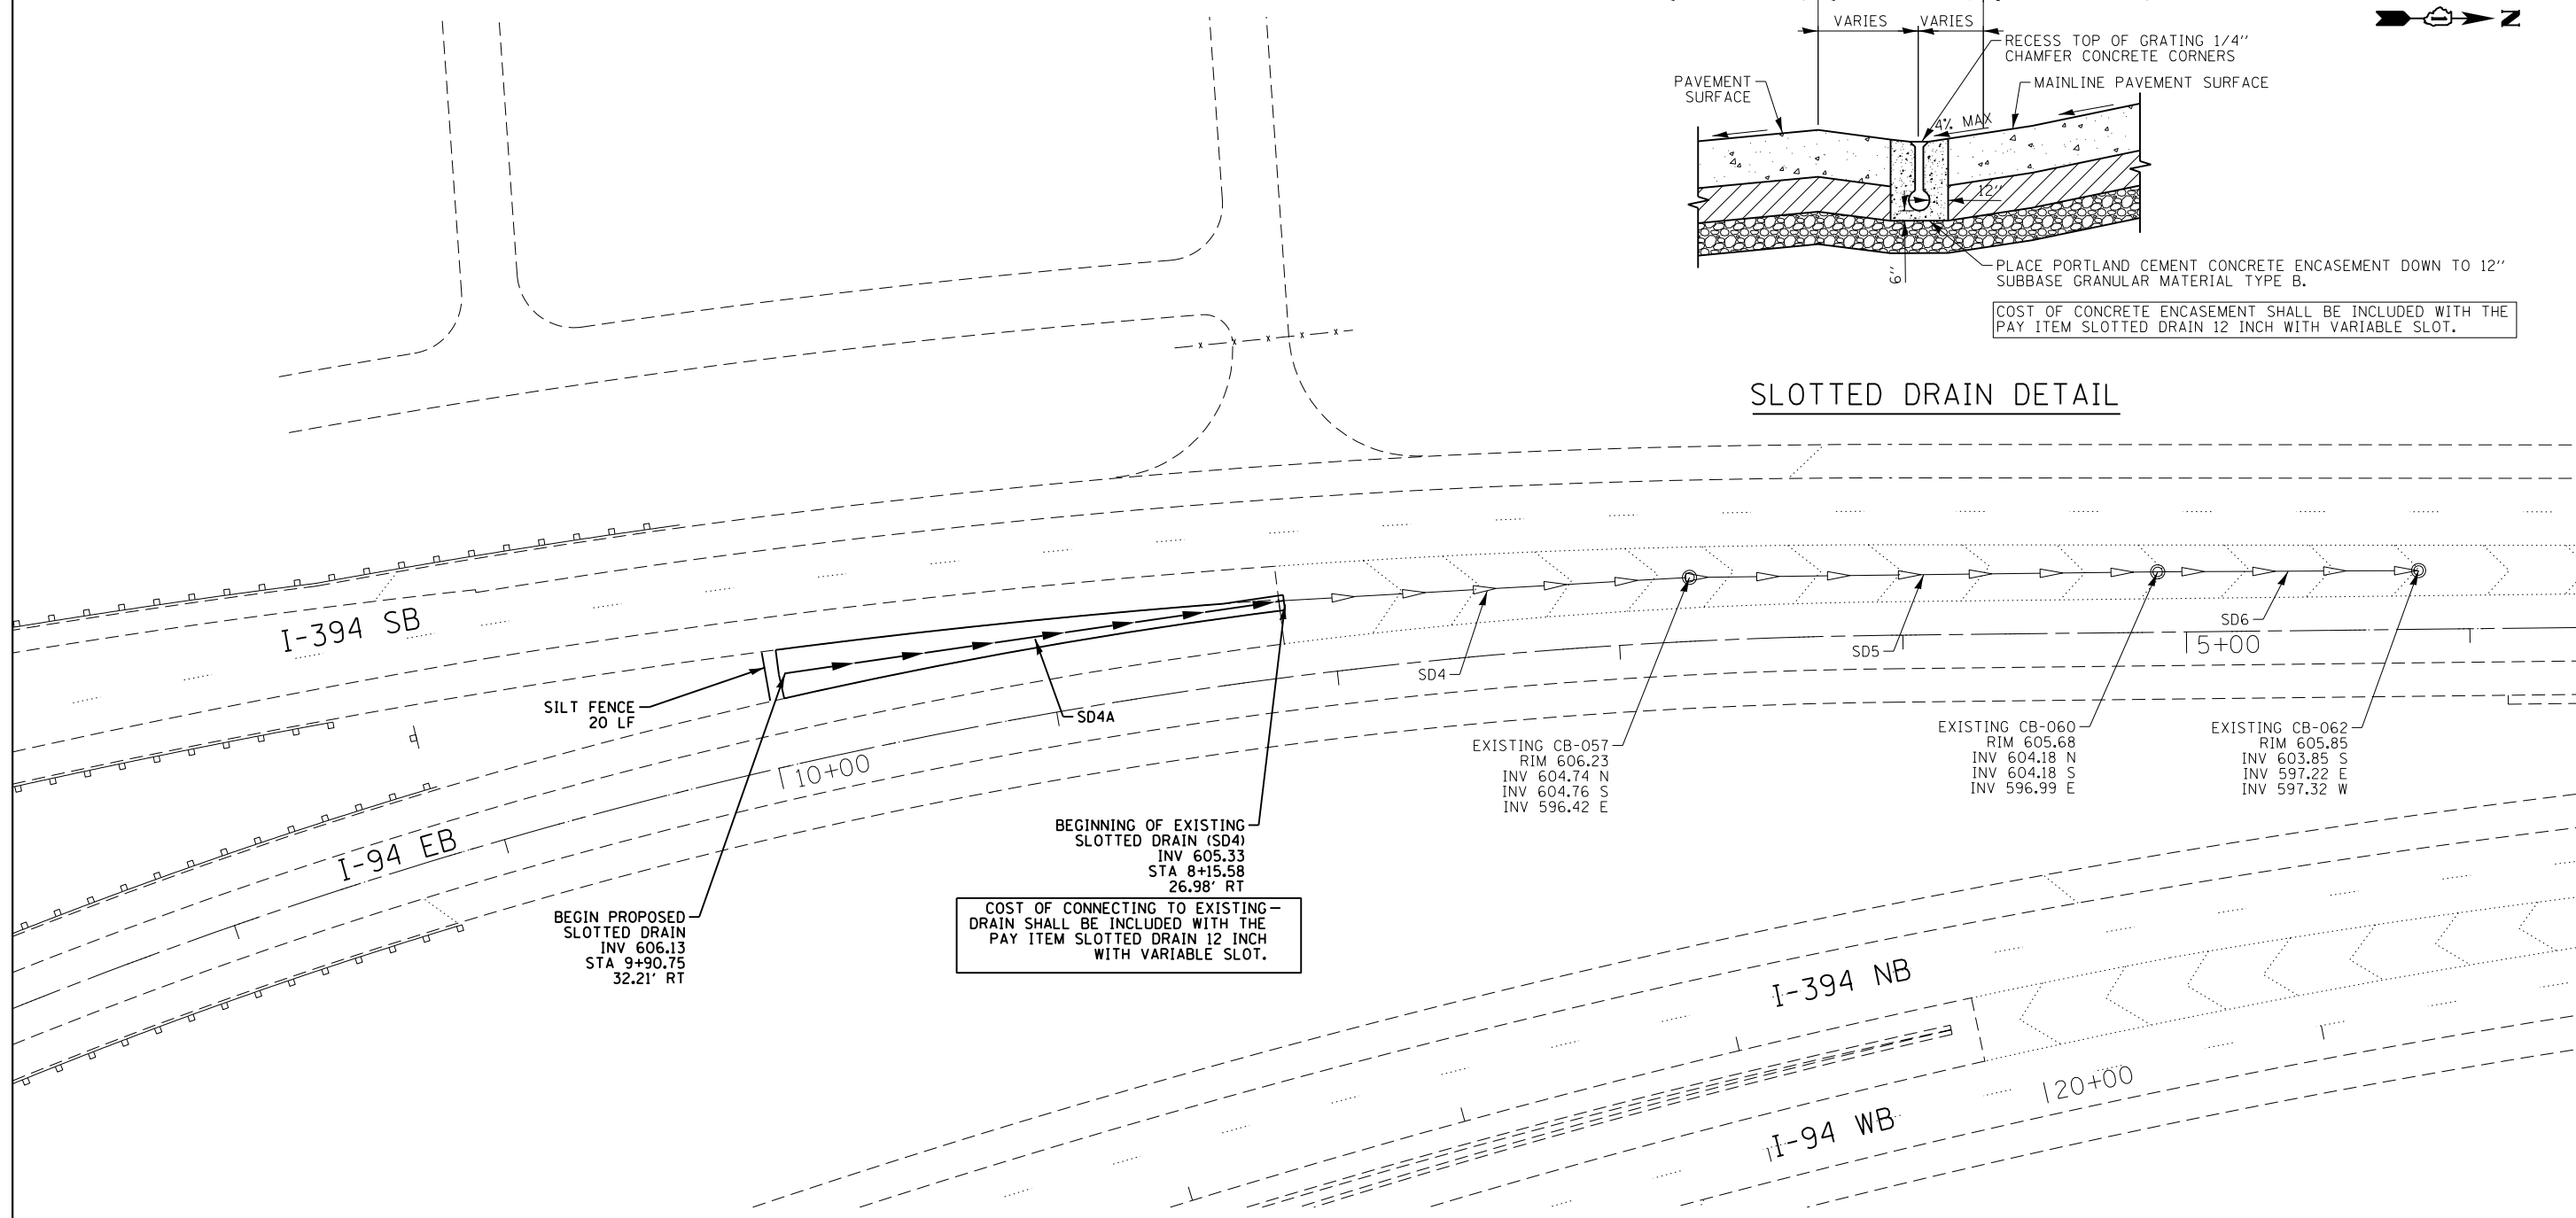 VARIES
VARIES
N
RECESS TOP OF GRATING 1/4"
CHAMFER CONCRETE CORNERS
PAVEMENT
SURFACE
MAINLINE PAVEMENT SURFACE
4% MAX
12"
6"
PLACE PORTLAND CEMENT CONCRETE ENCASEMENT DOWN TO 12"
SUBBASE GRANULAR MATERIAL TYPE B.
COST OF CONCRETE ENCASEMENT SHALL BE INCLUDED WITH THE
PAY ITEM SLOTTED DRAIN 12 INCH WITH VARIABLE SLOT.
SLOTTED DRAIN DETAIL
I-394 SB
SILT FENCE
20 LF
SD4A
SD4
SD5
SD6
15+00
10+00
I-94 EB
EXISTING CB-057
RIM 606.23
INV 604.74 N
INV 604.76 S
INV 596.42 E
EXISTING CB-060
RIM 605.68
INV 604.18 N
INV 604.18 S
INV 596.99 E
EXISTING CB-062
RIM 605.85
INV 603.85 S
INV 597.22 E
INV 597.32 W
BEGINNING OF EXISTING
SLOTTED DRAIN (SD4)
INV 605.33
STA 8+15.58
26.98' RT
COST OF CONNECTING TO EXISTING
DRAIN SHALL BE INCLUDED WITH THE
PAY ITEM SLOTTED DRAIN 12 INCH
WITH VARIABLE SLOT.
BEGIN PROPOSED
SLOTTED DRAIN
INV 606.13
STA 9+90.75
32.21' RT
I-394 NB
120+00
I-94 WB